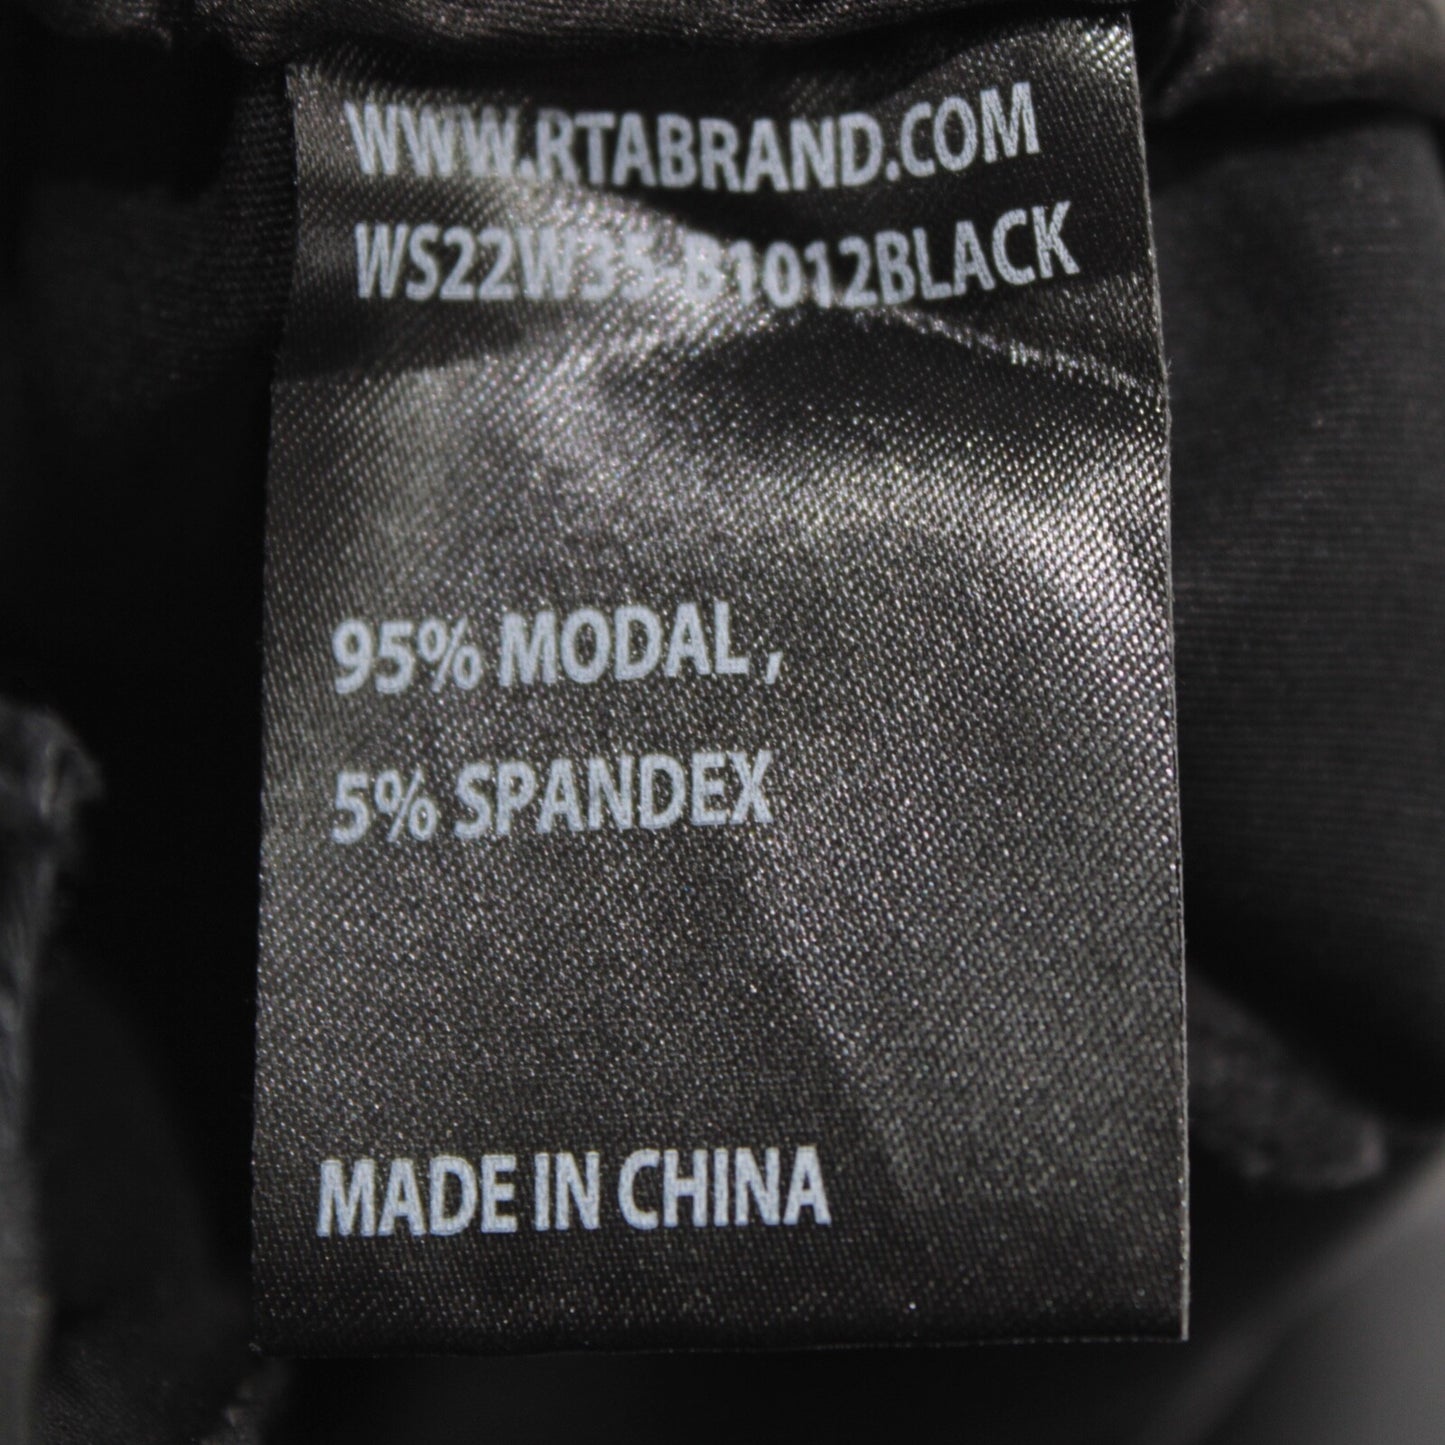 WWW.RTABRAND.COM
WS22W35-B1012BLACK
95% MODAL ,
5% SPANDEX
MADE IN CHINA